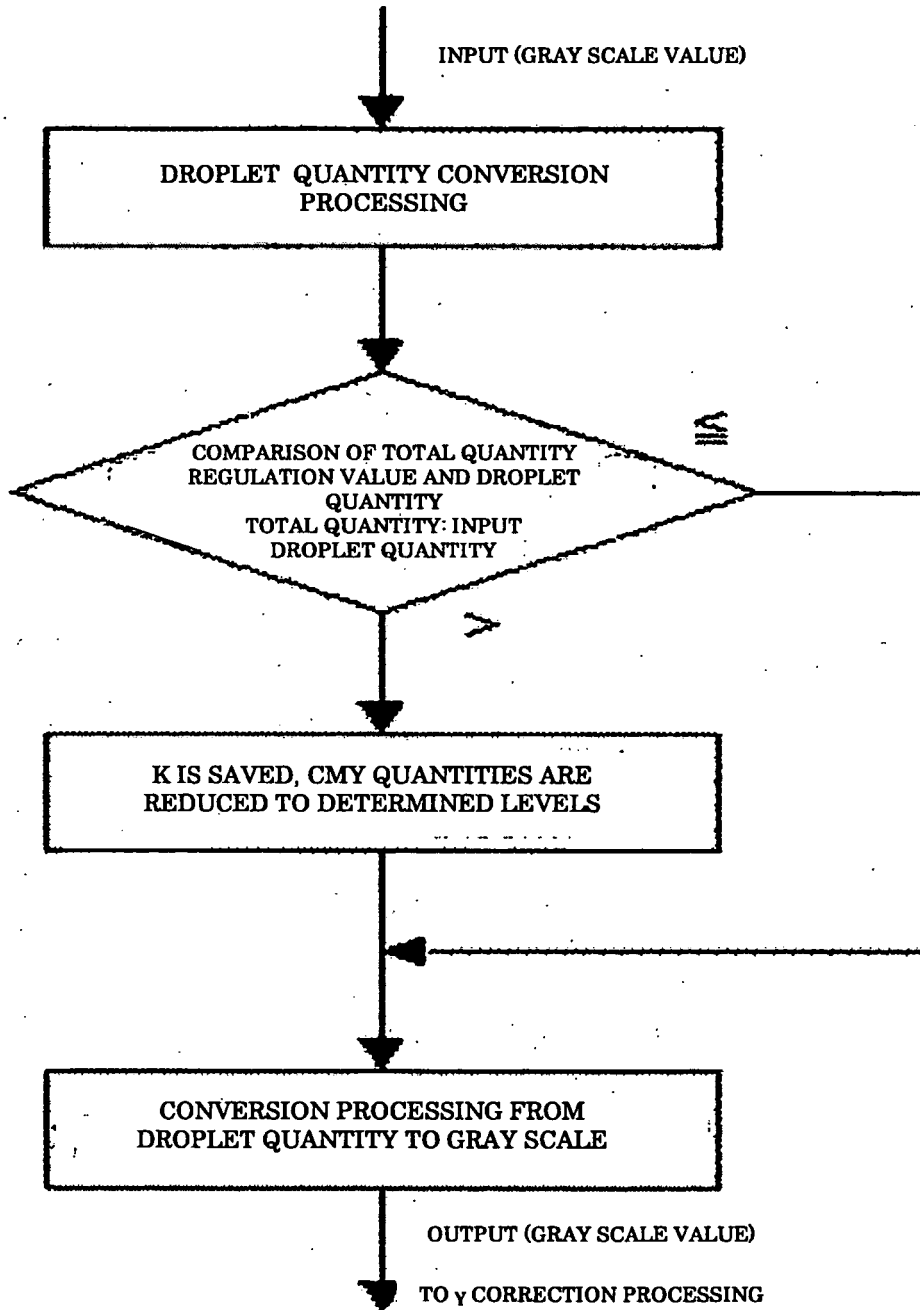 INPUT (GRAY SCALE VALUE)
DROPLET QUANTITY CONVERSION
PROCESSING
≦
COMPARISON OF TOTAL QUANTITY
REGULATION VALUE AND DROPLET
QUANTITY
TOTAL QUANTITY: INPUT
DROPLET QUANTITY
>
K IS SAVED, CMY QUANTITIES ARE
REDUCED TO DETERMINED LEVELS
CONVERSION PROCESSING FROM
DROPLET QUANTITY TO GRAY SCALE
OUTPUT (GRAY SCALE VALUE)
TO γ CORRECTION PROCESSING